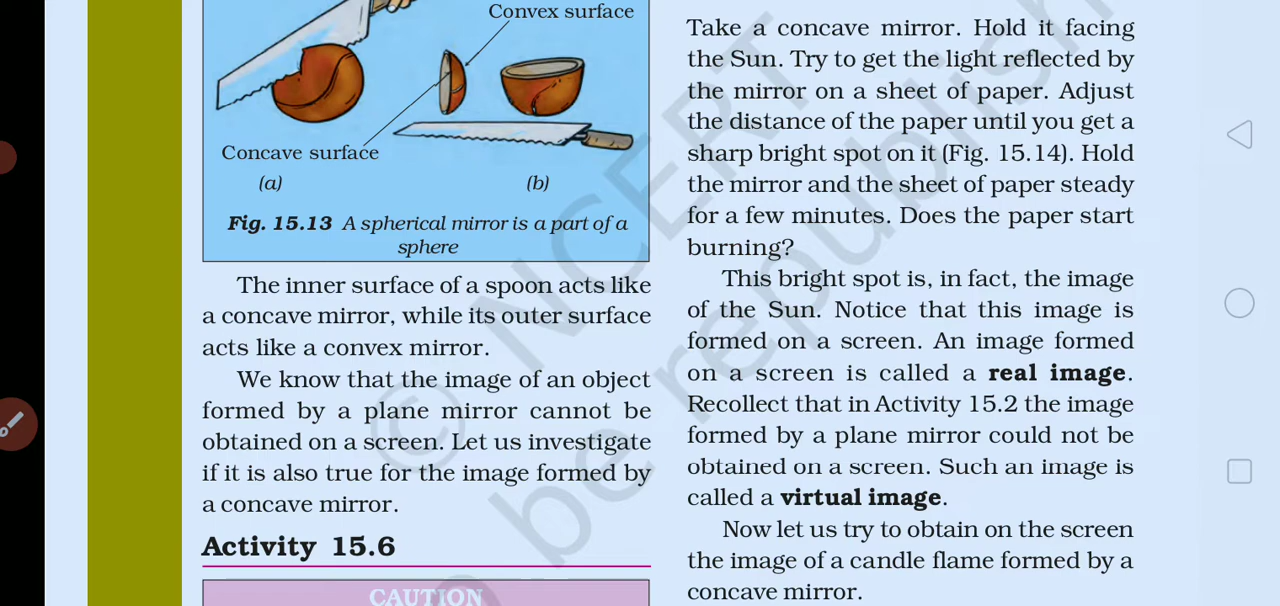 Convex surface
Concave surface
(a)
(b)
Fig. 15.13 A spherical mirror is a part of a
sphere
The inner surface of a spoon acts like
a concave mirror, while its outer surface
acts like a convex mirror.
We know that the image of an object
formed by a plane mirror cannot be
obtained on a screen. Let us investigate
if it is also true for the image formed by
a concave mirror.
Activity 15.6
CAUTION
Take a concave mirror. Hold it facing
the Sun. Try to get the light reflected by
the mirror on a sheet of paper. Adjust
the distance of the paper until you get a
sharp bright spot on it (Fig. 15.14). Hold
the mirror and the sheet of paper steady
for a few minutes. Does the paper start
burning?
This bright spot is, in fact, the image
of the Sun. Notice that this image is
formed on a screen. An image formed
on a screen is called a real image.
Recollect that in Activity 15.2 the image
formed by a plane mirror could not be
obtained on a screen. Such an image is
called a virtual image.
Now let us try to obtain on the screen
the image of a candle flame formed by a
concave mirror.
© NCERT
be republish